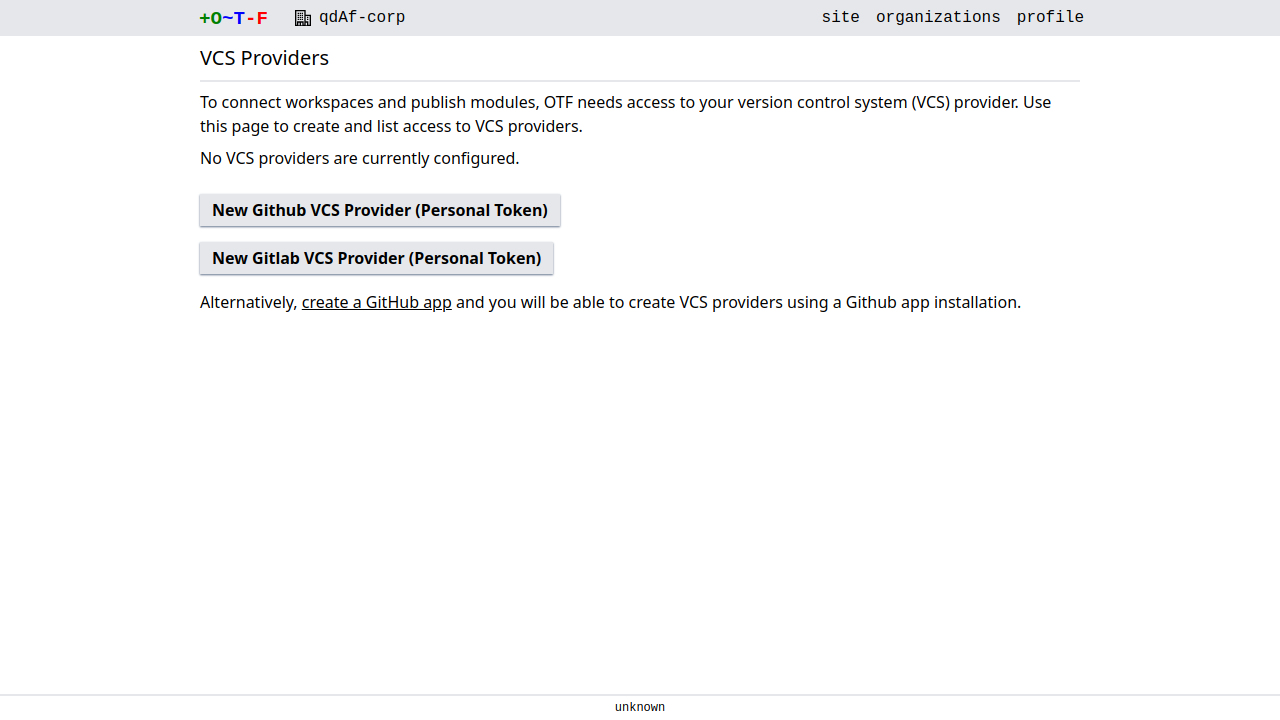 +O~T-F qdAf-corp site organizations profile
VCS Providers
To connect workspaces and publish modules, OTF needs access to your version control system (VCS) provider. Use
this page to create and list access to VCS providers.
No VCS providers are currently configured.
New Github VCS Provider (Personal Token)
New Gitlab VCS Provider (Personal Token)
Alternatively, create a GitHub app and you will be able to create VCS providers using a Github app installation.
unknown